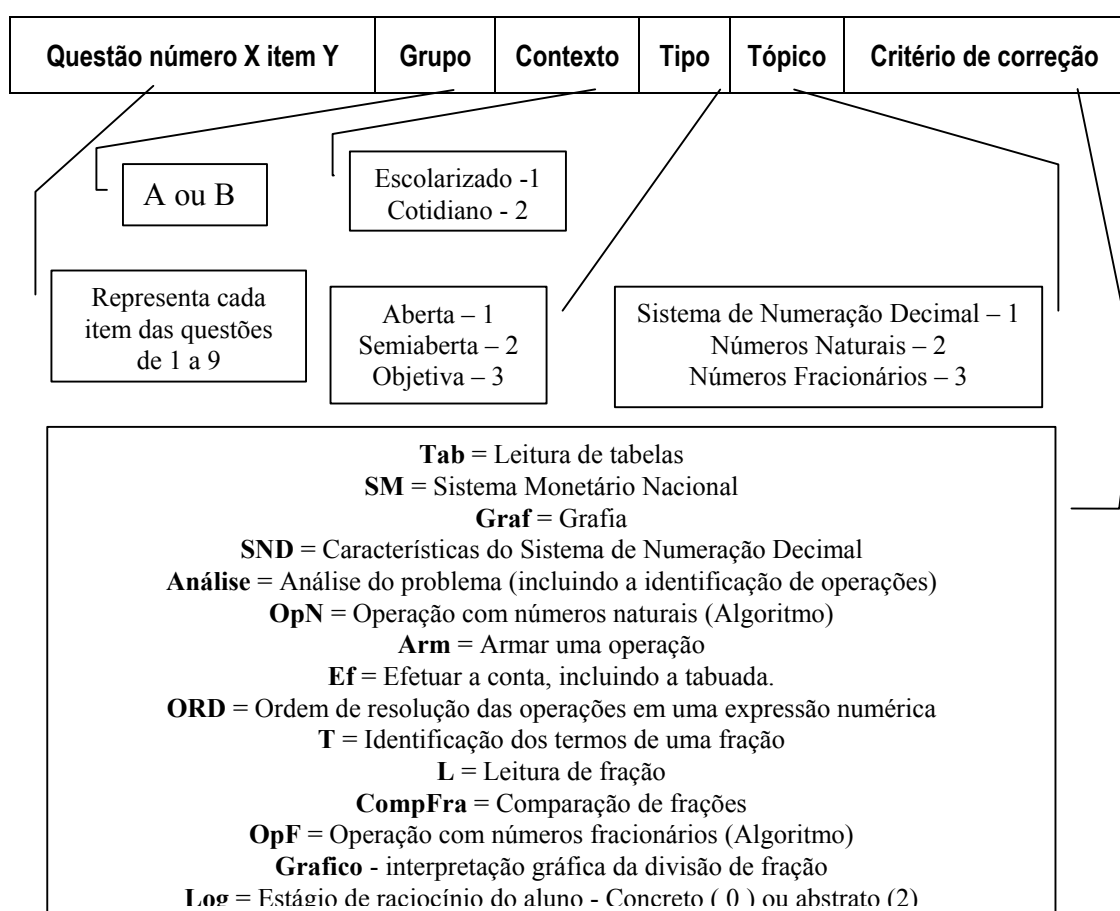 Questão número X item Y Grupo Contexto Tipo Tópico Critério de correção
A ou B
Escolarizado -1
Cotidiano - 2
Representa cada
item das questões
de 1 a 9
Aberta – 1
Semiaberta – 2
Objetiva – 3
Sistema de Numeração Decimal – 1
Números Naturais – 2
Números Fracionários – 3
Tab = Leitura de tabelas
SM = Sistema Monetário Nacional
Graf = Grafia
SND = Características do Sistema de Numeração Decimal
Análise = Análise do problema (incluindo a identificação de operações)
OpN = Operação com números naturais (Algoritmo)
Arm = Armar uma operação
Ef = Efetuar a conta, incluindo a tabuada.
ORD = Ordem de resolução das operações em uma expressão numérica
T = Identificação dos termos de uma fração
L = Leitura de fração
CompFra = Comparação de frações
OpF = Operação com números fracionários (Algoritmo)
Grafico - interpretação gráfica da divisão de fração
Log = Estágio de raciocínio do aluno - Concreto ( 0 ) ou abstrato (2)